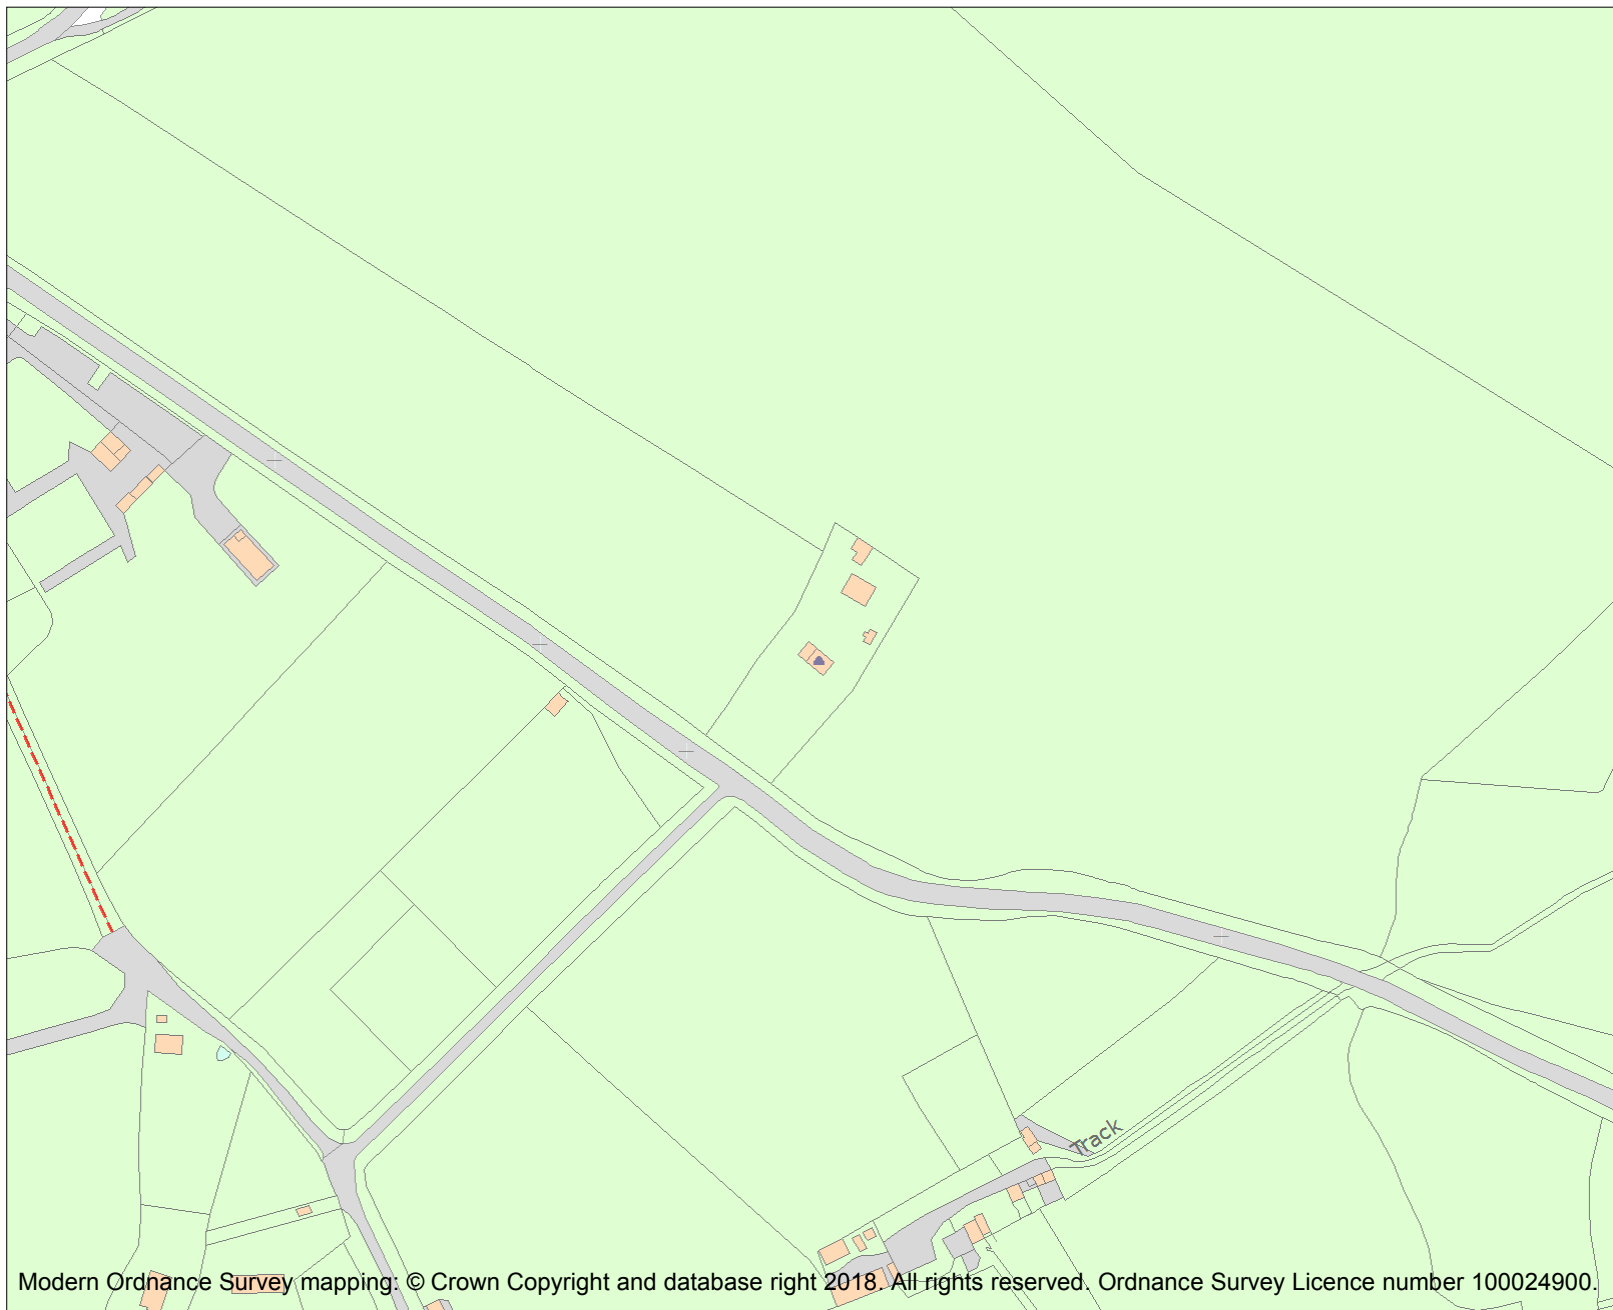 Track
Modern Ordnance Survey mapping: © Crown Copyright and database right 2018. All rights reserved. Ordnance Survey Licence number 100024900.